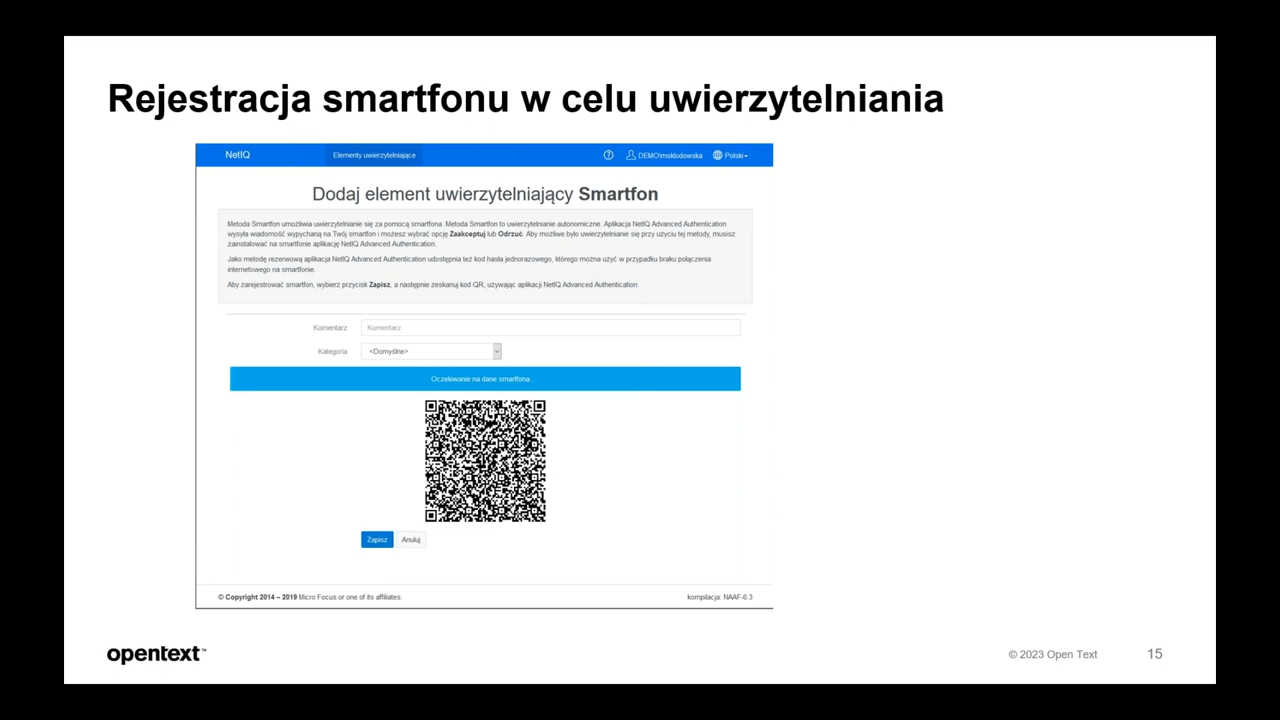 Rejestracja smartfonu w celu uwierzytelniania
NetIQ
Elementy uwierzytelniające
DEMO\mskłodowska
Polski
Dodaj element uwierzytelniający Smartfon
Metoda Smartfon umożliwia uwierzytelnianie się za pomocą smartfona. Metoda Smartfon to uwierzytelnianie autonomiczne. Aplikacja NetIQ Advanced Authentication
wysyła wiadomość wypychaną na Twój smartfon i możesz wybrać opcję Zaakceptuj lub Odrzuć. Aby możliwe było uwierzytelnianie się przy użyciu tej metody, musisz
zainstalować na smartfonie aplikację NetIQ Advanced Authentication.
Jako metodę rezerwową aplikacja NetIQ Advanced Authentication udostępnia też kod hasła jednorazowego, którego można użyć w przypadku braku połączenia
internetowego na smartfonie.
Aby zarejestrować smartfon, wybierz przycisk Zapisz, a następnie zeskanuj kod QR, używając aplikacji NetIQ Advanced Authentication.
Komentarz
Komentarz
Kategoria
<Domyślne>
Oczekiwanie na dane smartfona...
Zapisz
Anuluj
© Copyright 2014 – 2019 Micro Focus or one of its affiliates.
kompilacja: NAAF-6.3
opentext™
© 2023 Open Text
15